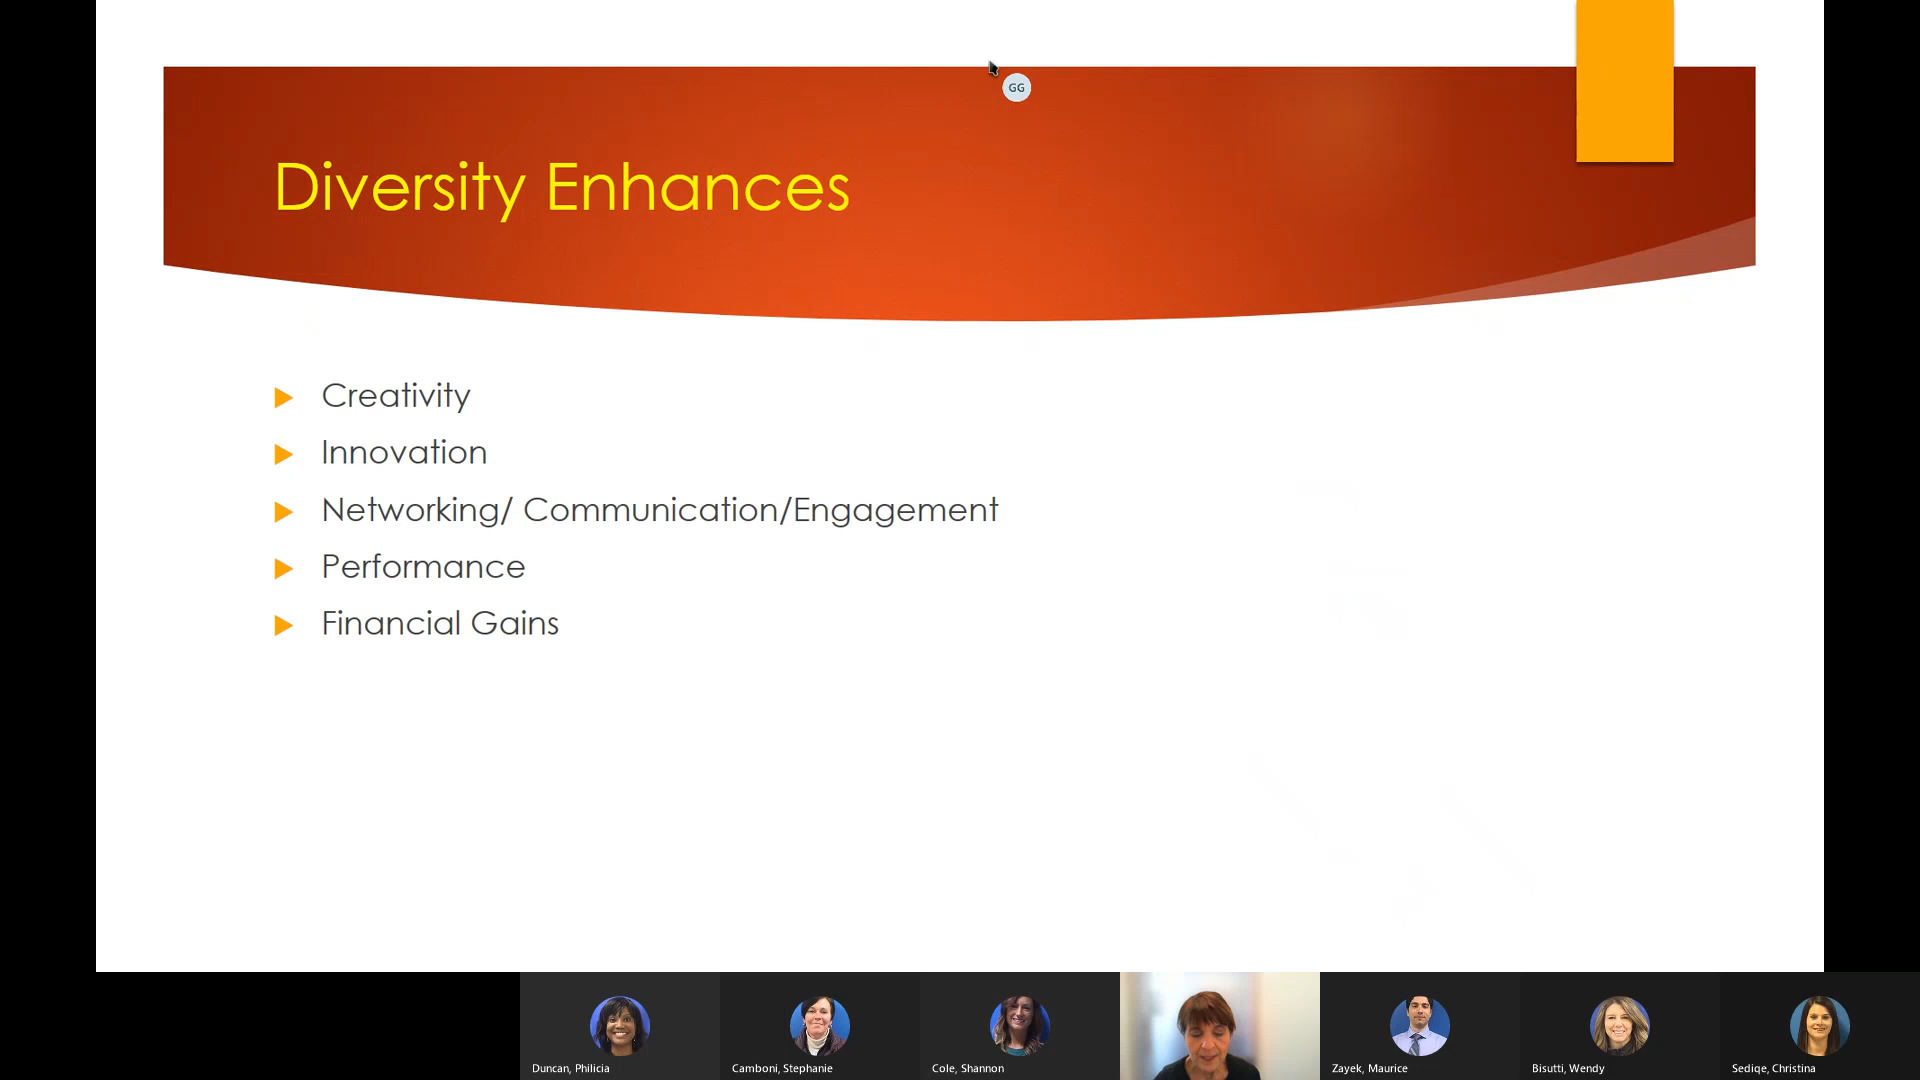 GG
Diversity Enhances
Creativity
Innovation
Networking/ Communication/Engagement
Performance
Financial Gains
Duncan, Philicia
Camboni, Stephanie
Cole, Shannon
Zayek, Maurice
Bisutti, Wendy
Sediqe, Christina